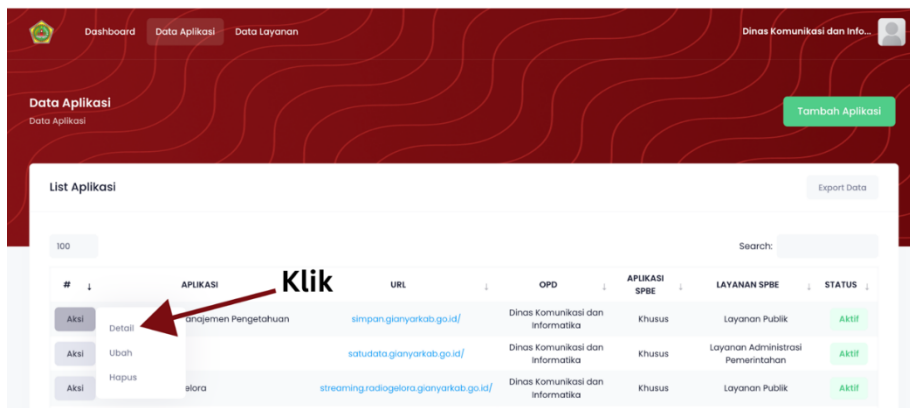 Dashboard Data Aplikasi Data Layanan Dinas Komunikasi dan Info...
Data Aplikasi
Data Aplikasi
Tambah Aplikasi
List Aplikasi Export Data
100 Search:
# ↓ APLIKASI Klik URL ↓ OPD ↓ APLIKASI SPBE ↓ LAYANAN SPBE ↓ STATUS ↓
Aksi anajemen Pengetahuan simpan.gianyarkab.go.id/ Dinas Komunikasi dan Informatika Khusus Layanan Publik Aktif
Detail
Aksi Ubah satudata.gianyarkab.go.id/ Dinas Komunikasi dan Informatika Khusus Layanan Administrasi Pemerintahan Aktif
Hapus
Aksi elora streaming.radiogelora.gianyarkab.go.id/ Dinas Komunikasi dan Informatika Khusus Layanan Publik Aktif